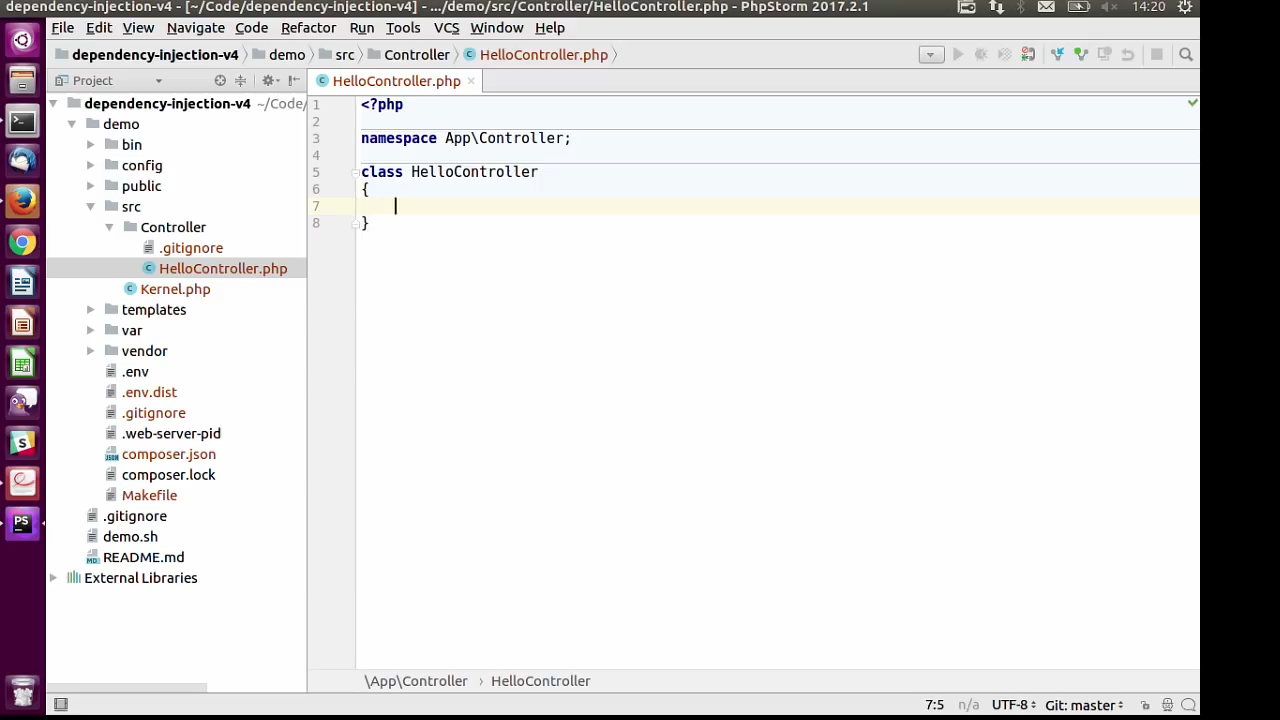 dependency-injection-v4 - [~/Code/dependency-injection-v4] - .../demo/src/Controller/HelloController.php - PhpStorm 2017.2.1
14:20
File Edit View Navigate Code Refactor Run Tools VCS Window Help
dependency-injection-v4 demo src Controller HelloController.php
Project
HelloController.php
dependency-injection-v4 ~/Code/
demo
bin
config
public
src
Controller
.gitignore
HelloController.php
Kernel.php
templates
var
vendor
.env
.env.dist
.gitignore
.web-server-pid
composer.json
composer.lock
Makefile
.gitignore
demo.sh
README.md
External Libraries
1 <?php
2
3 namespace App\Controller;
4
5 class HelloController
6 {
7
8 }
\App\Controller › HelloController
7:5 n/a UTF-8 Git: master
PS